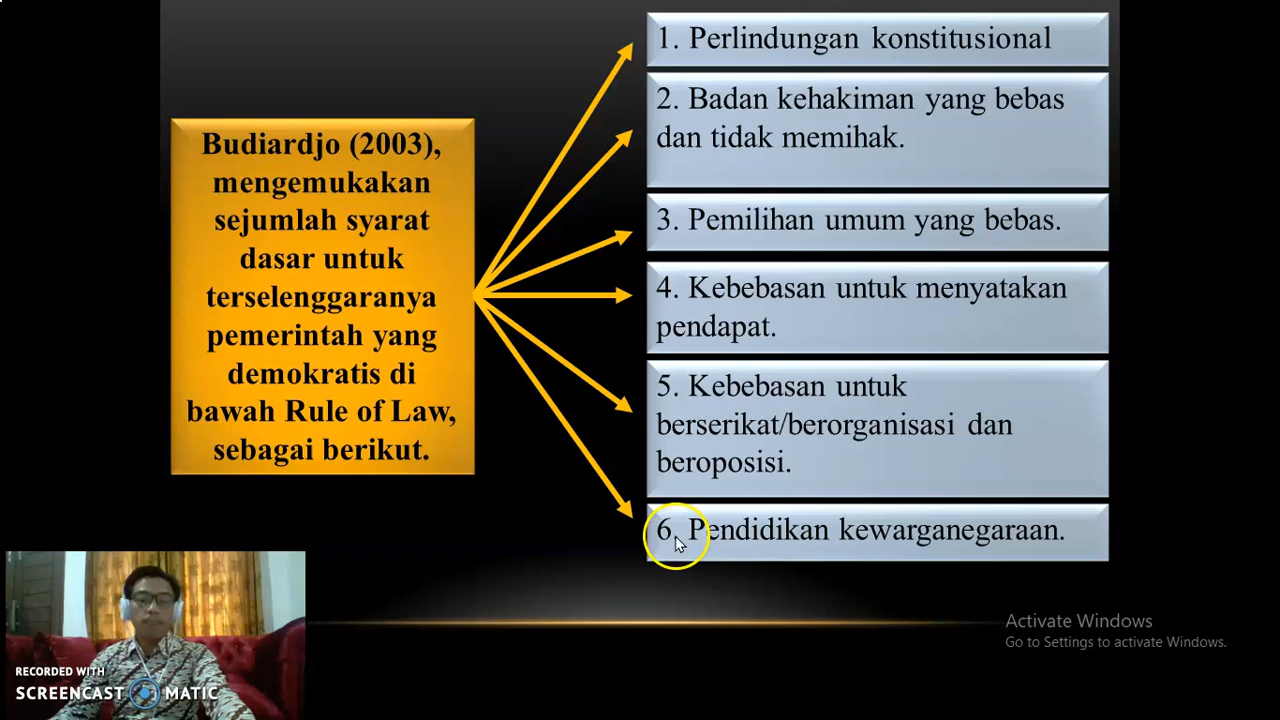 Budiardjo (2003),
mengemukakan
sejumlah syarat
dasar untuk
terselenggaranya
pemerintah yang
demokratis di
bawah Rule of Law,
sebagai berikut.
1. Perlindungan konstitusional
2. Badan kehakiman yang bebas
dan tidak memihak.
3. Pemilihan umum yang bebas.
4. Kebebasan untuk menyatakan
pendapat.
5. Kebebasan untuk
berserikat/berorganisasi dan
beroposisi.
6. Pendidikan kewarganegaraan.
Activate Windows
Go to Settings to activate Windows.
RECORDED WITH
SCREENCAST MATIC